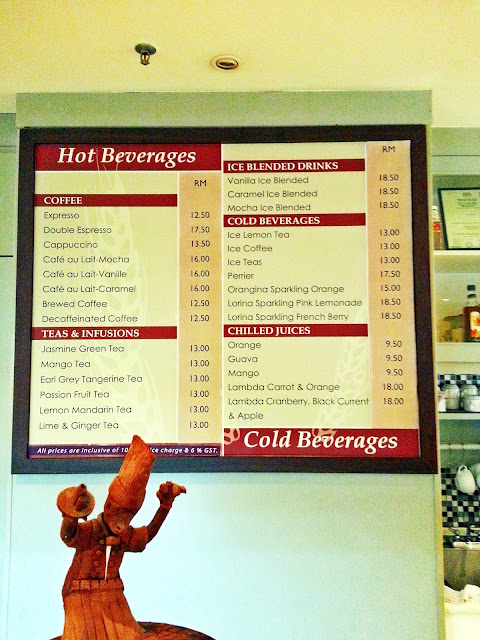 Hot Beverages
RM
COFFEE
Expresso 12.50
Double Espresso 17.50
Cappuccino 13.50
Café au Lait-Mocha 16.00
Café au Lait-Vanille 16.00
Café au Lait-Caramel 16.00
Brewed Coffee 12.50
Decaffeinated Coffee 12.50
TEAS & INFUSIONS
Jasmine Green Tea 13.00
Mango Tea 13.00
Earl Grey Tangerine Tea 13.00
Passion Fruit Tea 13.00
Lemon Mandarin Tea 13.00
Lime & Ginger Tea 13.00
All prices are inclusive of charge & 6 % GST.
RM
ICE BLENDED DRINKS
Vanilla Ice Blended 18.50
Caramel Ice Blended 18.50
Mocha Ice Blended 18.50
COLD BEVERAGES
Ice Lemon Tea 13.00
Ice Coffee 13.00
Ice Teas 13.00
Perrier 17.50
Orangina Sparkling Orange 15.00
Lorina Sparkling Pink Lemonade 18.50
Lorina Sparkling French Berry 18.50
CHILLED JUICES
Orange 9.50
Guava 9.50
Mango 9.50
Lambda Carrot & Orange 18.00
Lambda Cranberry, Black Current 18.00
& Apple
Cold Beverages